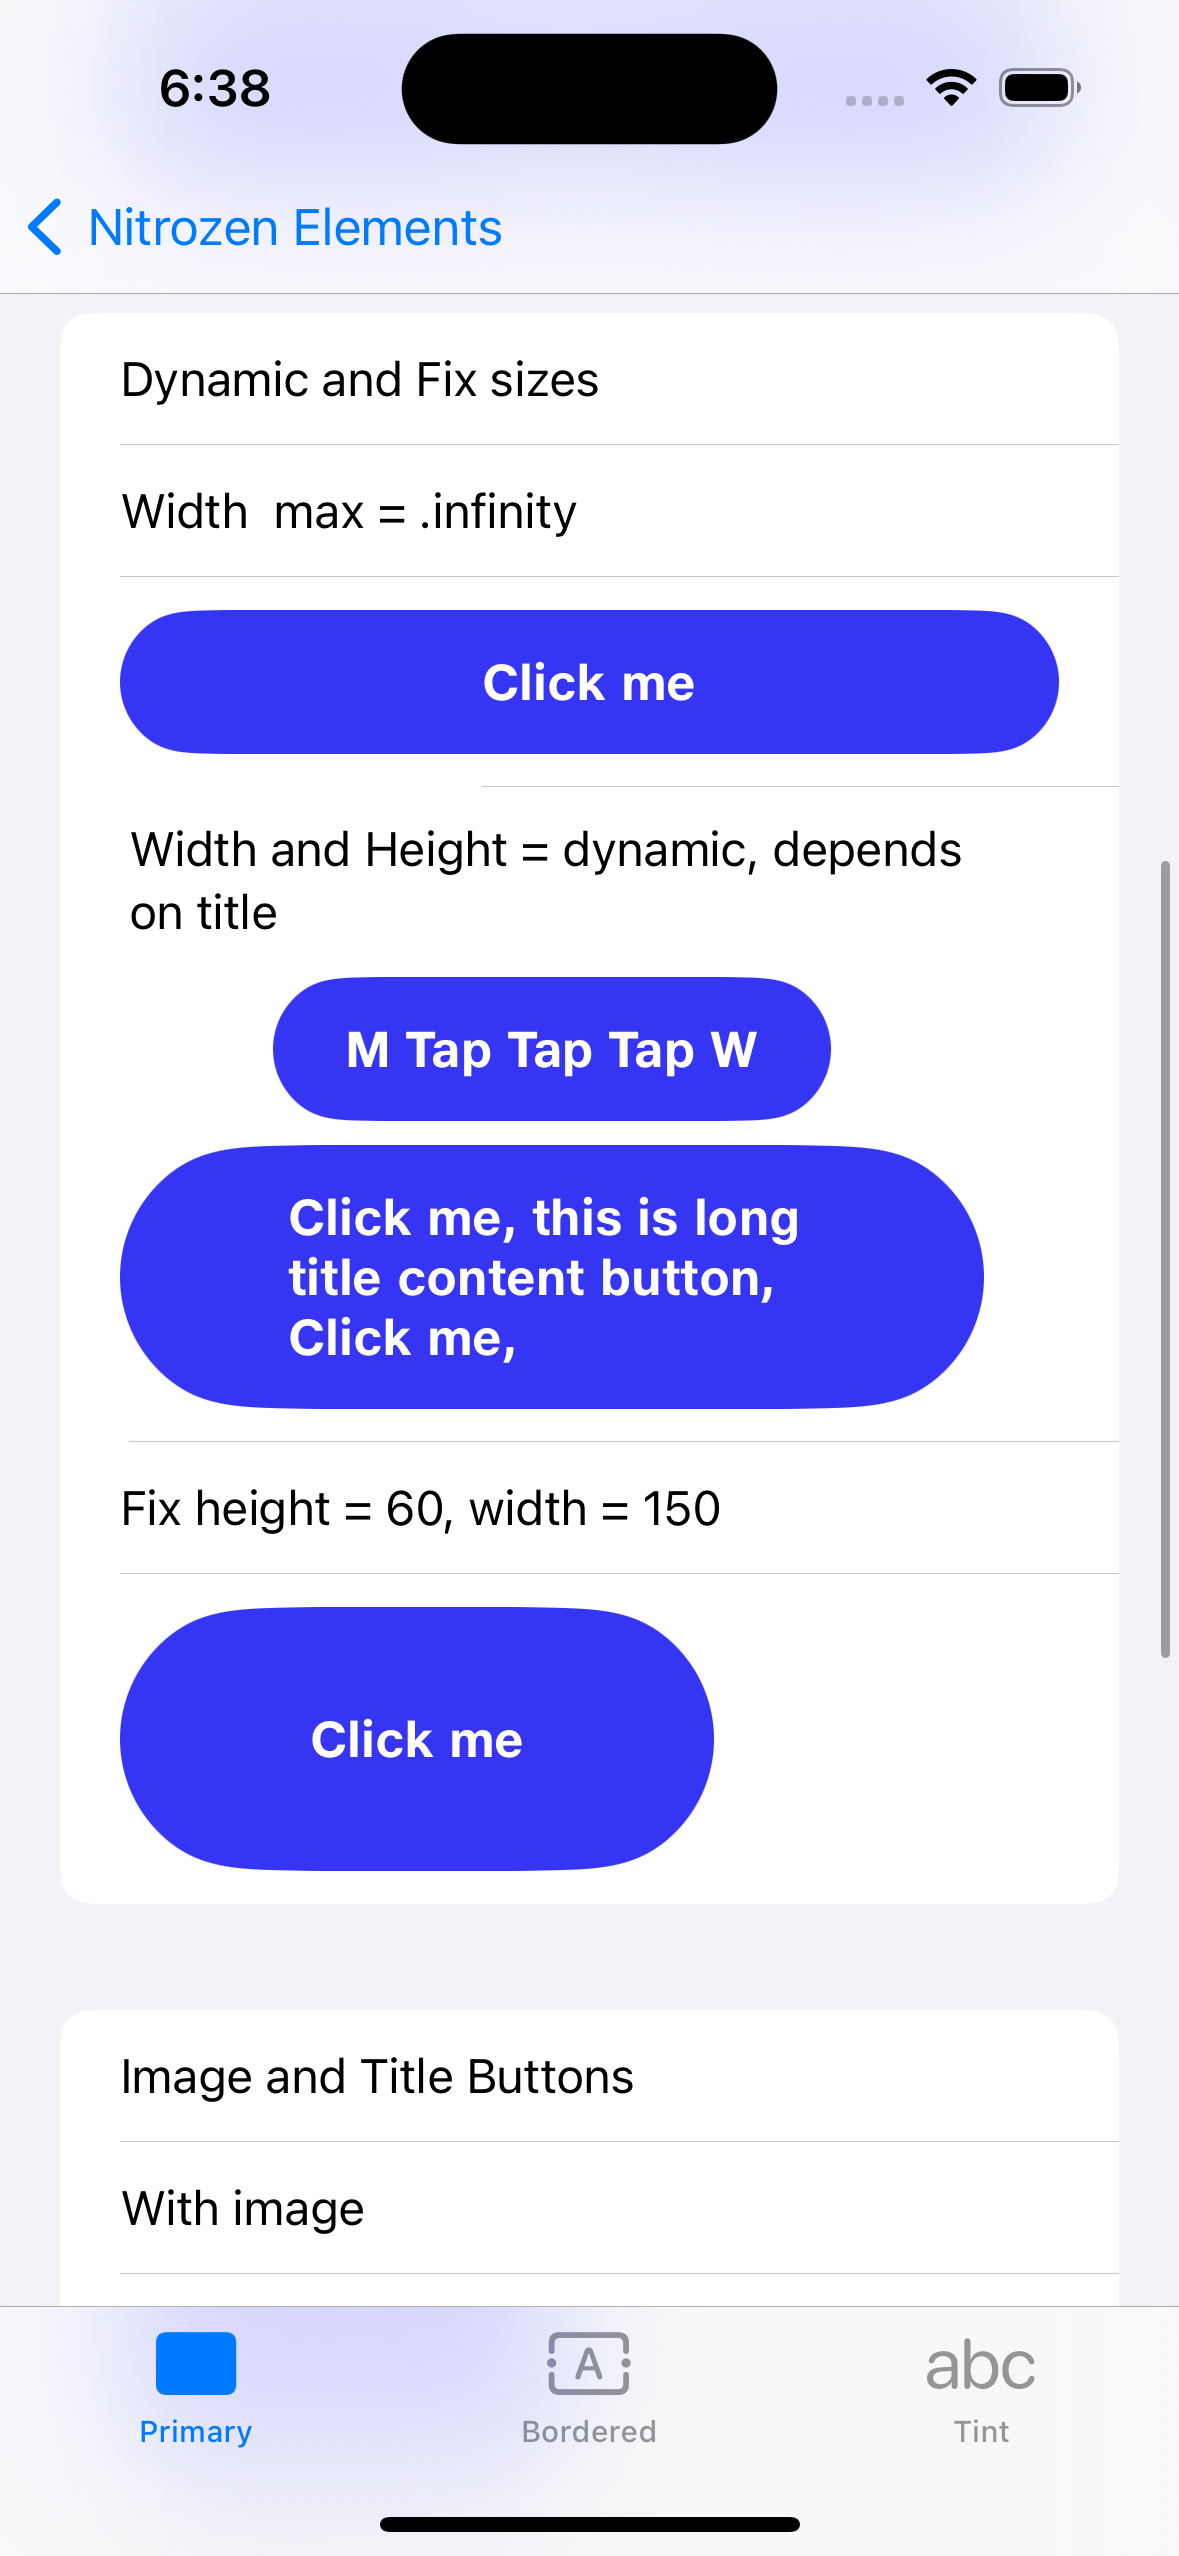 6:38
Nitrozen Elements
Dynamic and Fix sizes
Width  max = .infinity
Click me
Width and Height = dynamic, depends
on title
M Tap Tap Tap W
Click me, this is long
title content button,
Click me,
Fix height = 60, width = 150
Click me
Image and Title Buttons
With image
A
abc
Primary
Bordered
Tint